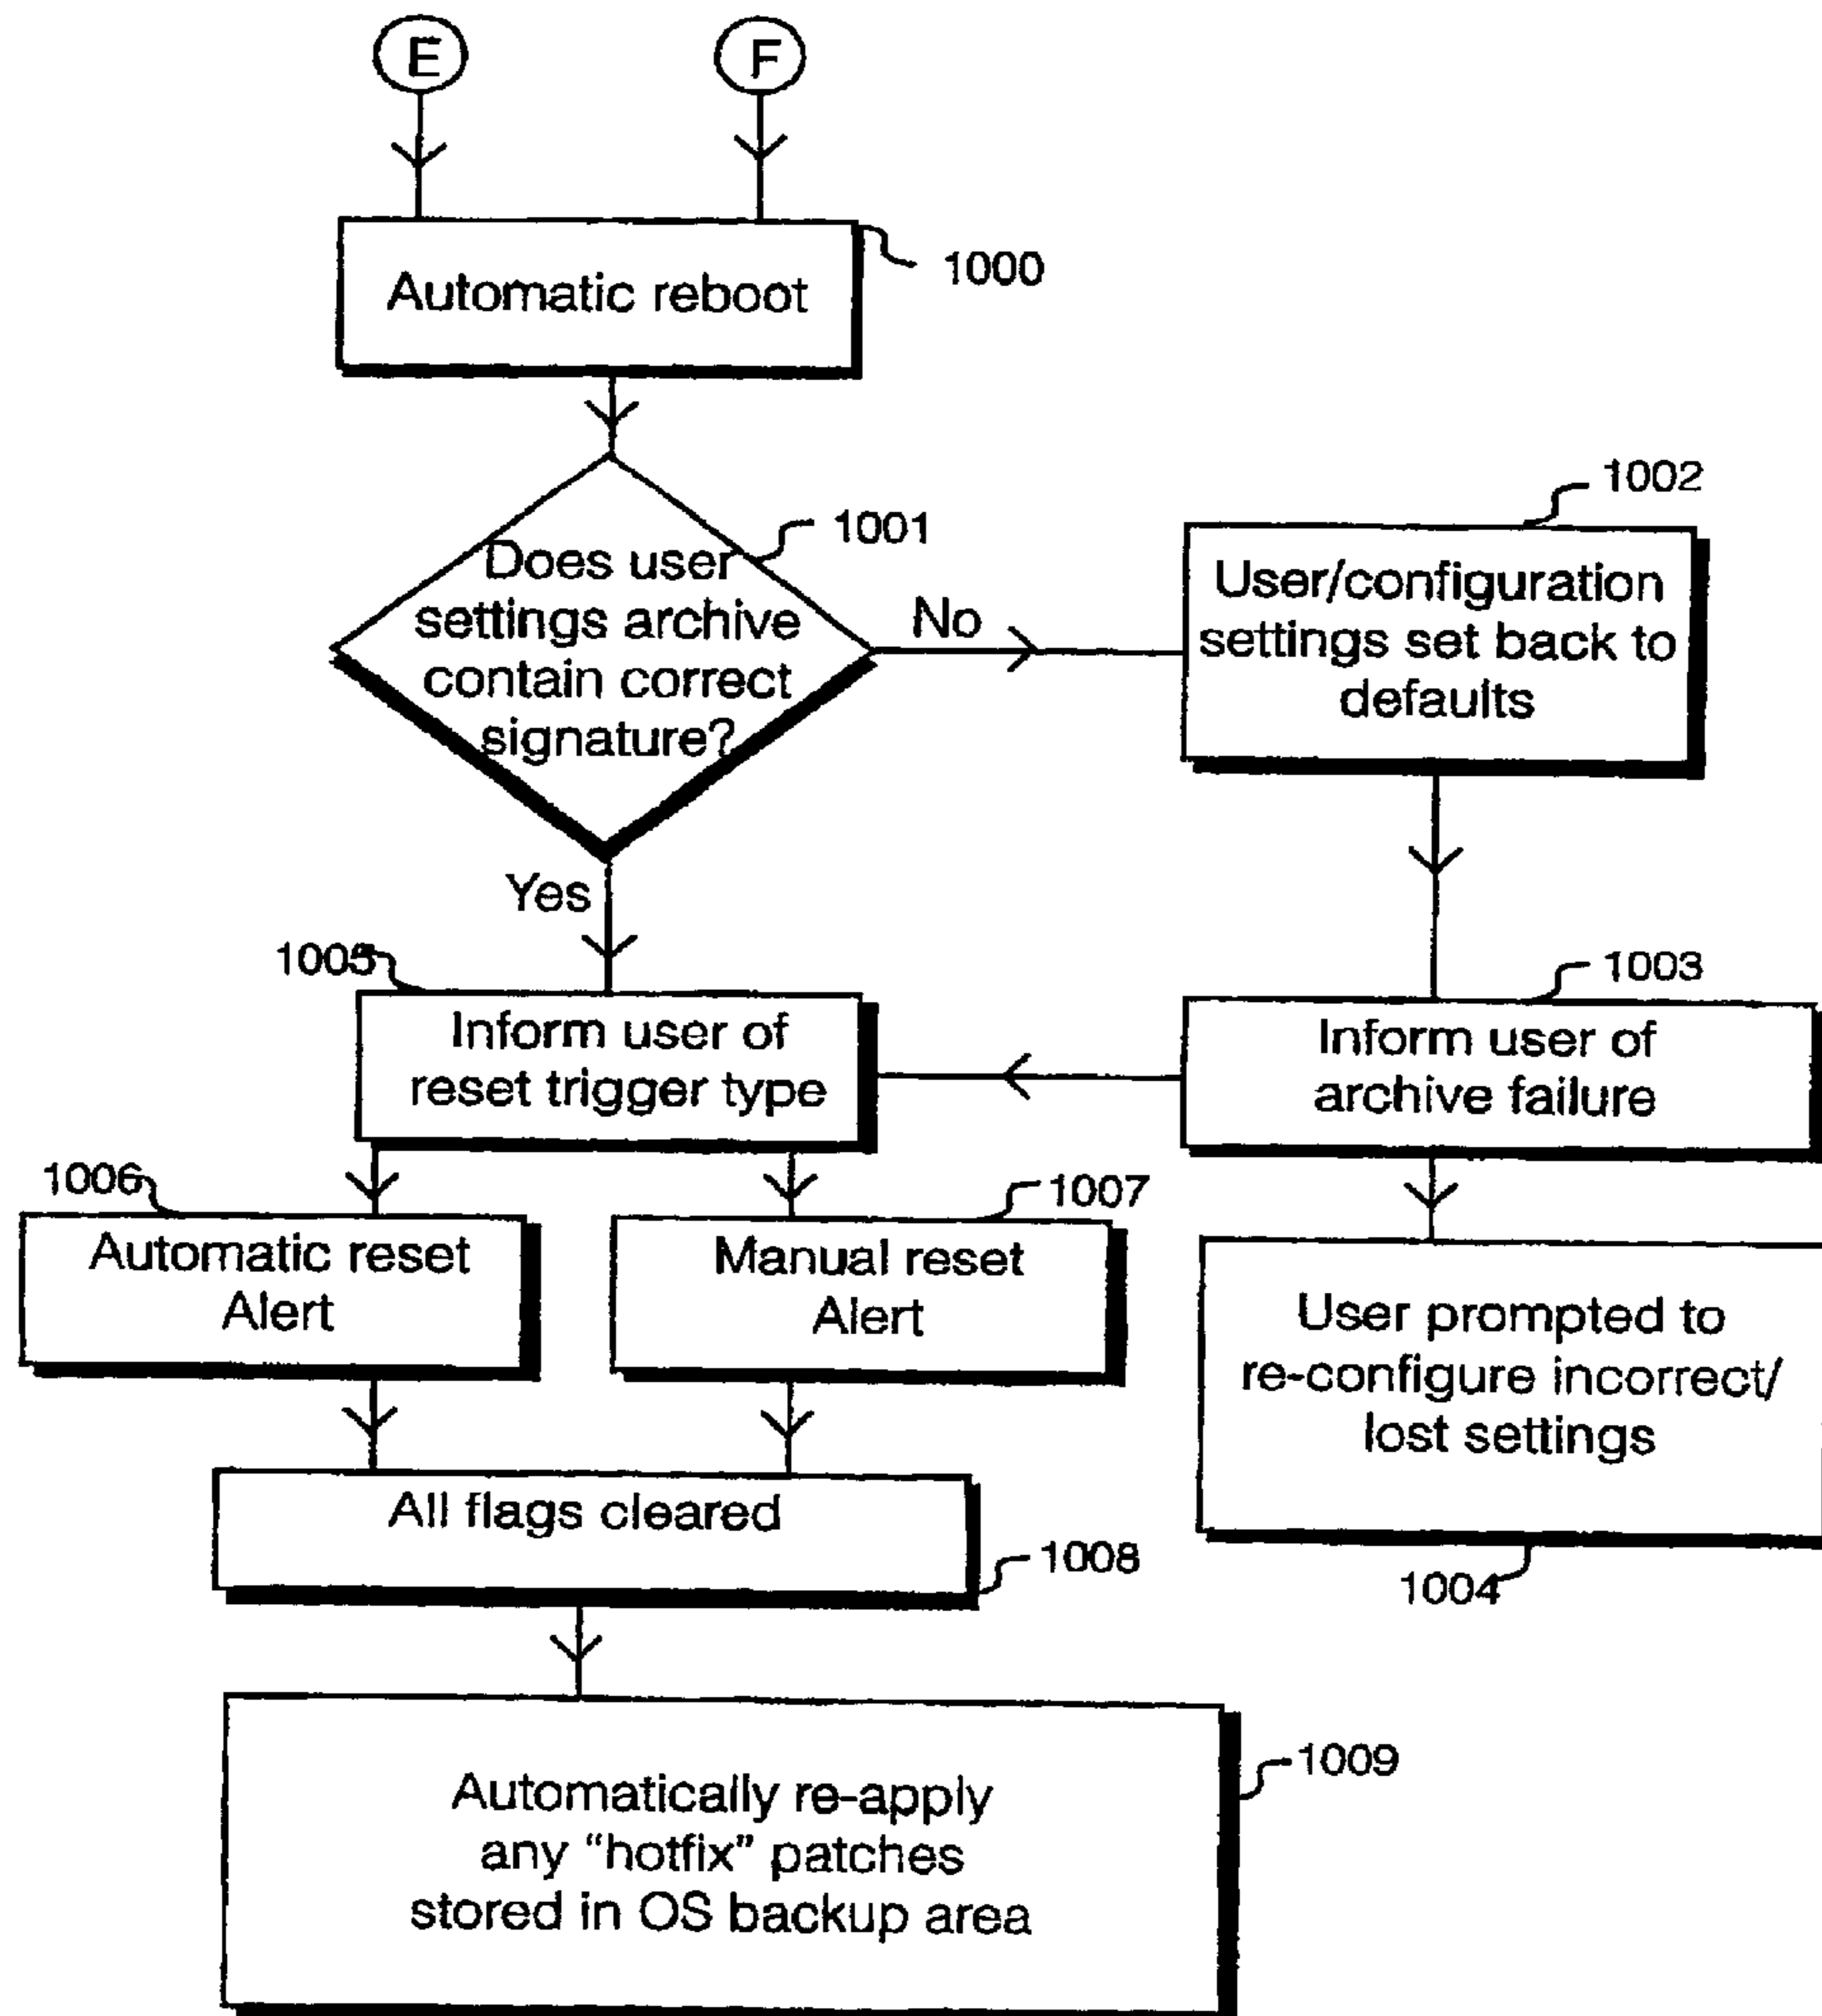 E
F
Automatic reboot
1000
Does user
settings archive
contain correct
signature?
1001
No
1002
User/configuration
settings set back to
defaults
Yes
1005
Inform user of
reset trigger type
1003
Inform user of
archive failure
1006
Automatic reset
Alert
1007
Manual reset
Alert
User prompted to
re-configure incorrect/
lost settings
1004
All flags cleared
1008
Automatically re-apply
any “hotfix” patches
stored in OS backup area
1009